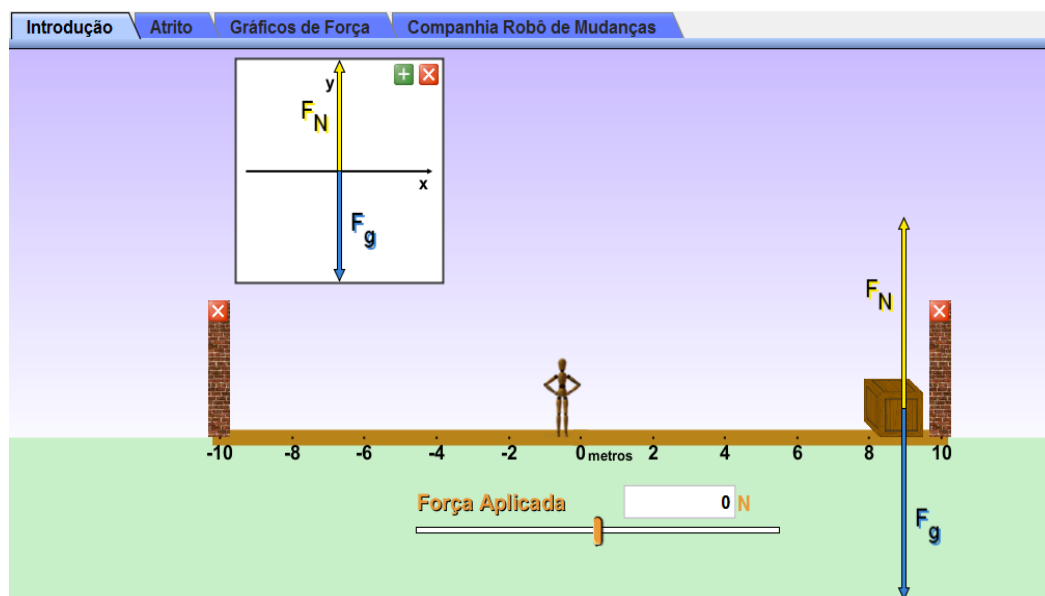 Introdução Atrito Gráficos de Força Companhia Robô de Mudanças
y
F_N
x
F_g
F_N
-10 -8 -6 -4 -2 0 metros 2 4 6 8 10
Força Aplicada 0 N
F_g